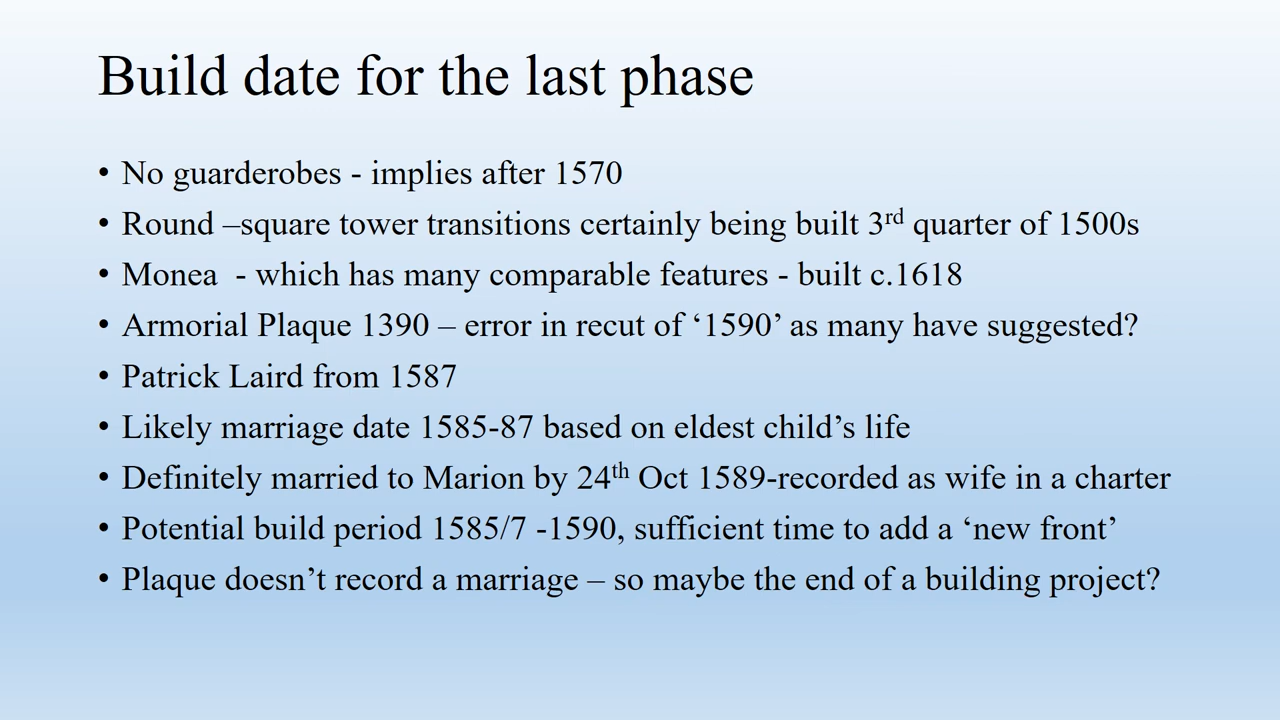 Build date for the last phase
• No guarderobes - implies after 1570
• Round –square tower transitions certainly being built 3rd quarter of 1500s
• Monea  - which has many comparable features - built c.1618
• Armorial Plaque 1390 – error in recut of ‘1590’ as many have suggested?
• Patrick Laird from 1587
• Likely marriage date 1585-87 based on eldest child’s life
• Definitely married to Marion by 24th Oct 1589-recorded as wife in a charter
• Potential build period 1585/7 -1590, sufficient time to add a ‘new front’
• Plaque doesn’t record a marriage – so maybe the end of a building project?